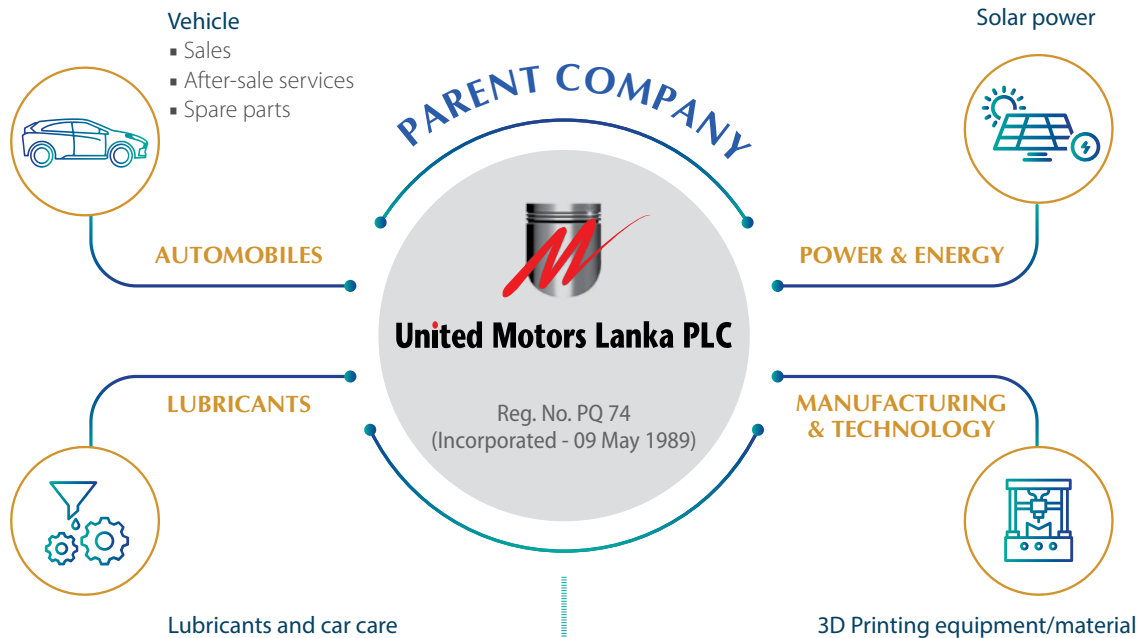 Vehicle
▪ Sales
▪ After-sale services
▪ Spare parts
Solar power
PARENT COMPANY
AUTOMOBILES
POWER & ENERGY
United Motors Lanka PLC
Reg. No. PQ 74
(Incorporated - 09 May 1989)
LUBRICANTS
MANUFACTURING
& TECHNOLOGY
Lubricants and car care
3D Printing equipment/material